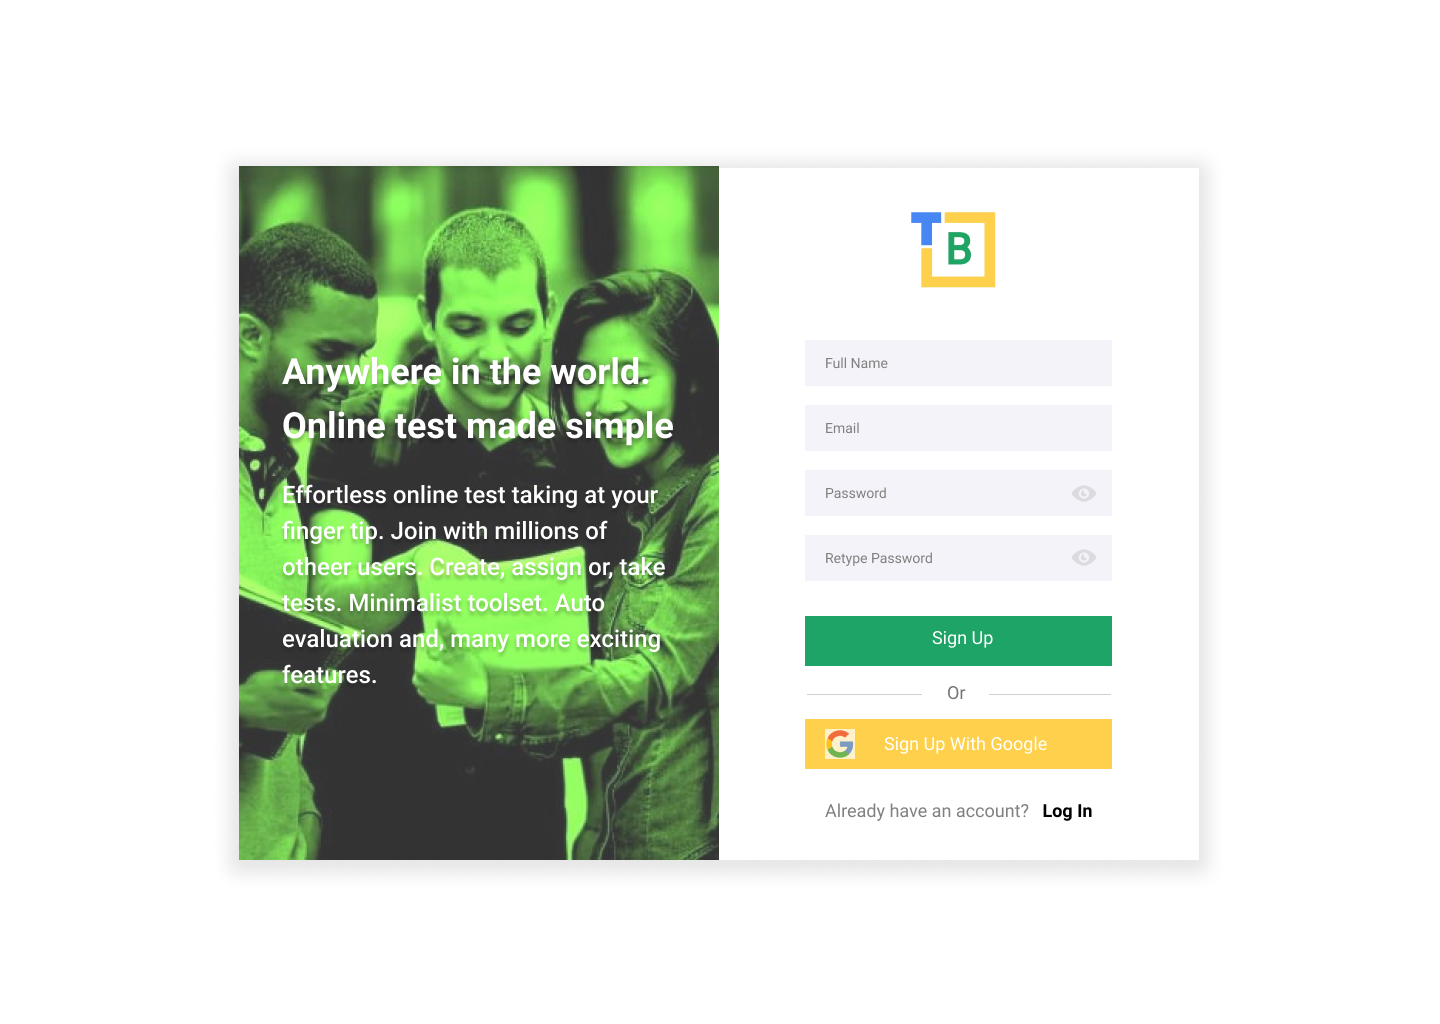 Anywhere in the world.
Online test made simple
Effortless online test taking at your
finger tip. Join with millions of
otheer users. Create, assign or, take
tests. Minimalist toolset. Auto
evaluation and, many more exciting
features.
T
B
Full Name
Email
Password
Retype Password
Sign Up
Or
G
Sign Up With Google
Already have an account? Log In